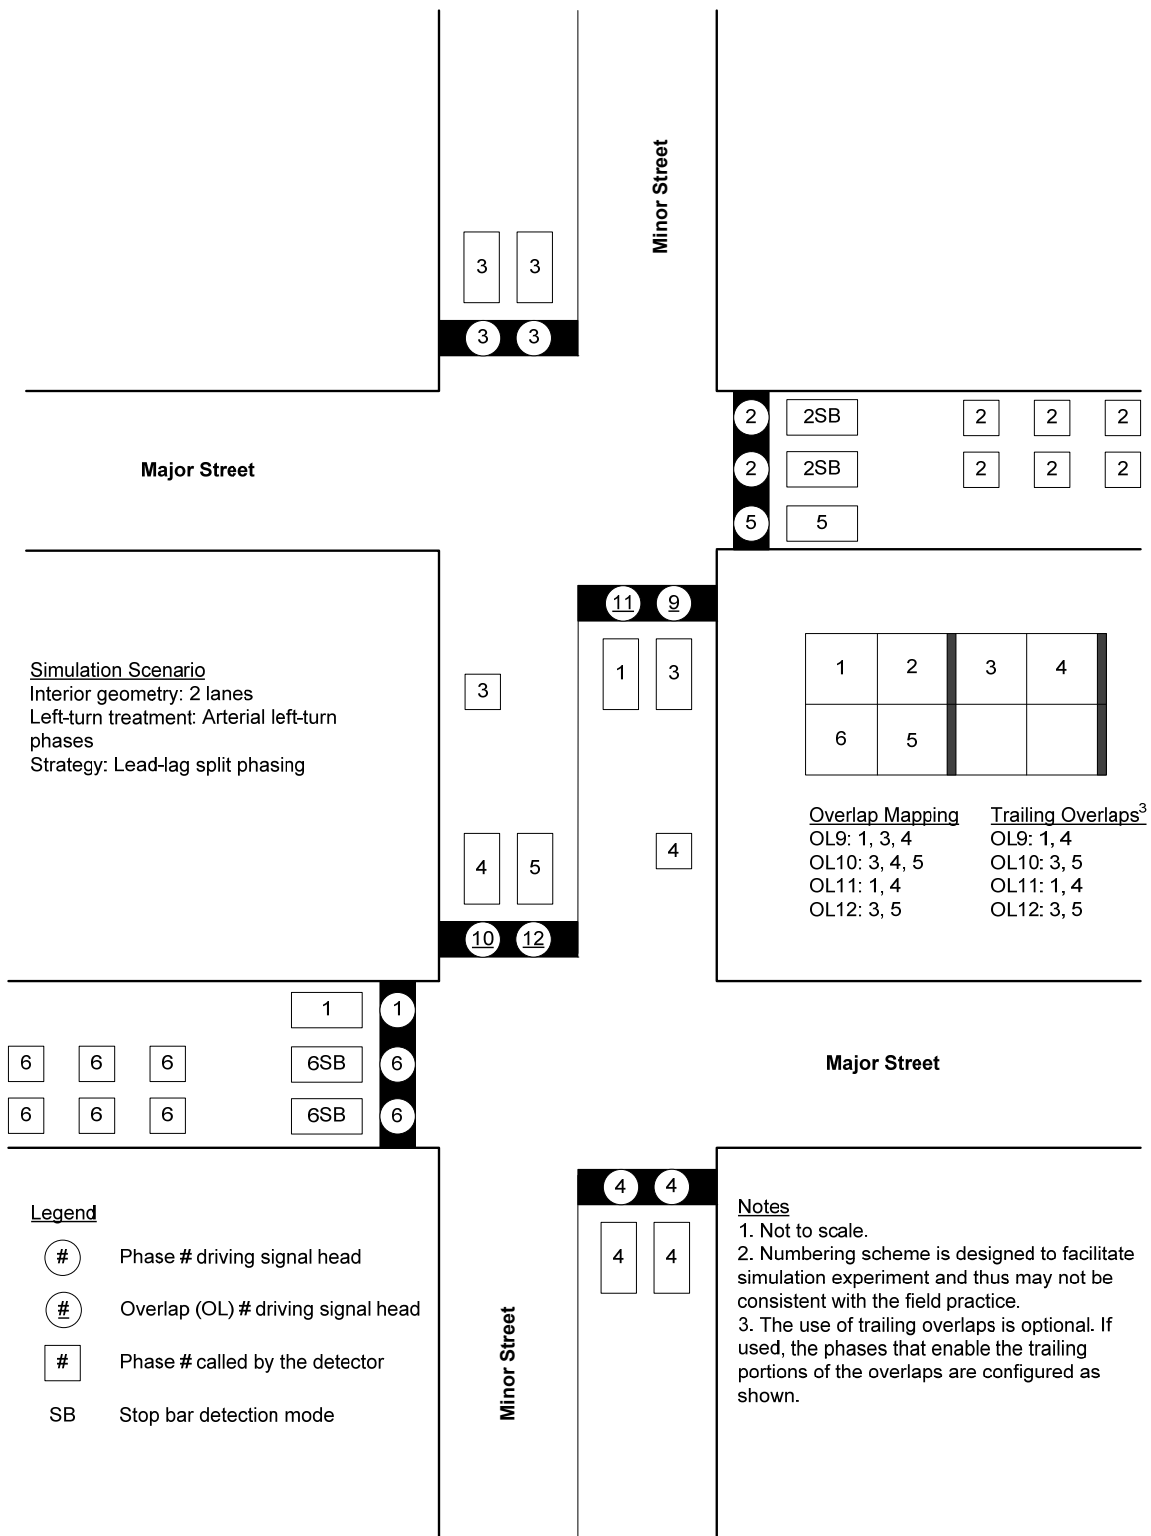 Minor Street
3 3
3 3
2 2SB 2 2 2
Major Street
2 2SB 2 2 2
5 5
11 9
Simulation Scenario
Interior geometry: 2 lanes
Left-turn treatment: Arterial left-turn
phases
Strategy: Lead-lag split phasing
3
1 3
1 2 3 4
6 5
4 5
4
Overlap Mapping
OL9: 1, 3, 4
OL10: 3, 4, 5
OL11: 1, 4
OL12: 3, 5
Trailing Overlaps3
OL9: 1, 4
OL10: 3, 5
OL11: 1, 4
OL12: 3, 5
10 12
1 1
6 6 6 6SB 6
Major Street
6 6 6 6SB 6
4 4
4 4
Legend
# Phase # driving signal head
# Overlap (OL) # driving signal head
# Phase # called by the detector
SB Stop bar detection mode
Minor Street
Notes
1. Not to scale.
2. Numbering scheme is designed to facilitate
simulation experiment and thus may not be
consistent with the field practice.
3. The use of trailing overlaps is optional. If
used, the phases that enable the trailing
portions of the overlaps are configured as
shown.